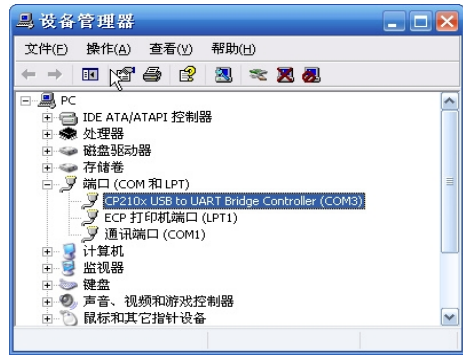 设备管理器
文件(F) 操作(A) 查看(V) 帮助(H)
PC
IDE ATA/ATAPI 控制器
处理器
磁盘驱动器
存储卷
端口 (COM 和 LPT)
CP210x USB to UART Bridge Controller (COM3)
ECP 打印机端口 (LPT1)
通讯端口 (COM1)
计算机
监视器
键盘
声音、视频和游戏控制器
鼠标和其它指针设备